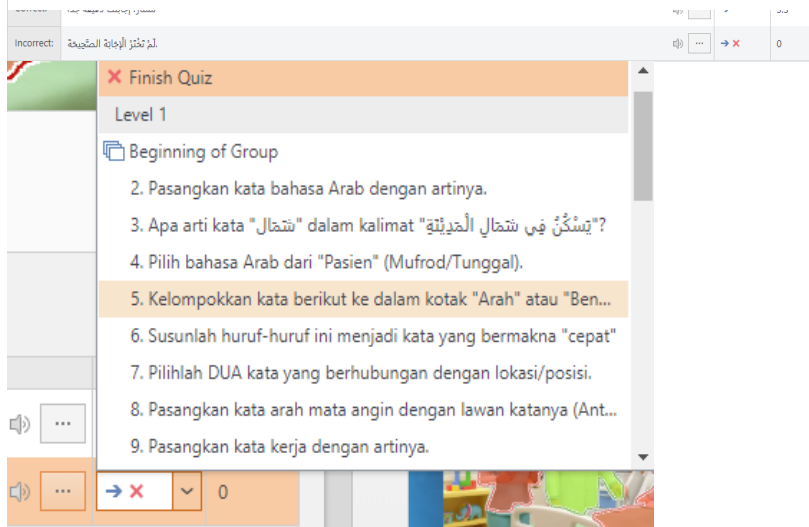 Incorrect: لَمْ تَخْتَرْ الْإِجَابَةَ الصَّحِيحَةَ. ... 0
Finish Quiz
Level 1
Beginning of Group
2. Pasangkan kata bahasa Arab dengan artinya.
3. Apa arti kata "شَمَال" dalam kalimat "يَسْكُنُ فِي شَمَالِ الْمَدِيْنَةِ"?
4. Pilih bahasa Arab dari "Pasien" (Mufrod/Tunggal).
5. Kelompokkan kata berikut ke dalam kotak "Arah" atau "Ben...
6. Susunlah huruf-huruf ini menjadi kata yang bermakna "cepat"
7. Pilihlah DUA kata yang berhubungan dengan lokasi/posisi.
8. Pasangkan kata arah mata angin dengan lawan katanya (Ant...
9. Pasangkan kata kerja dengan artinya.
...
... 0